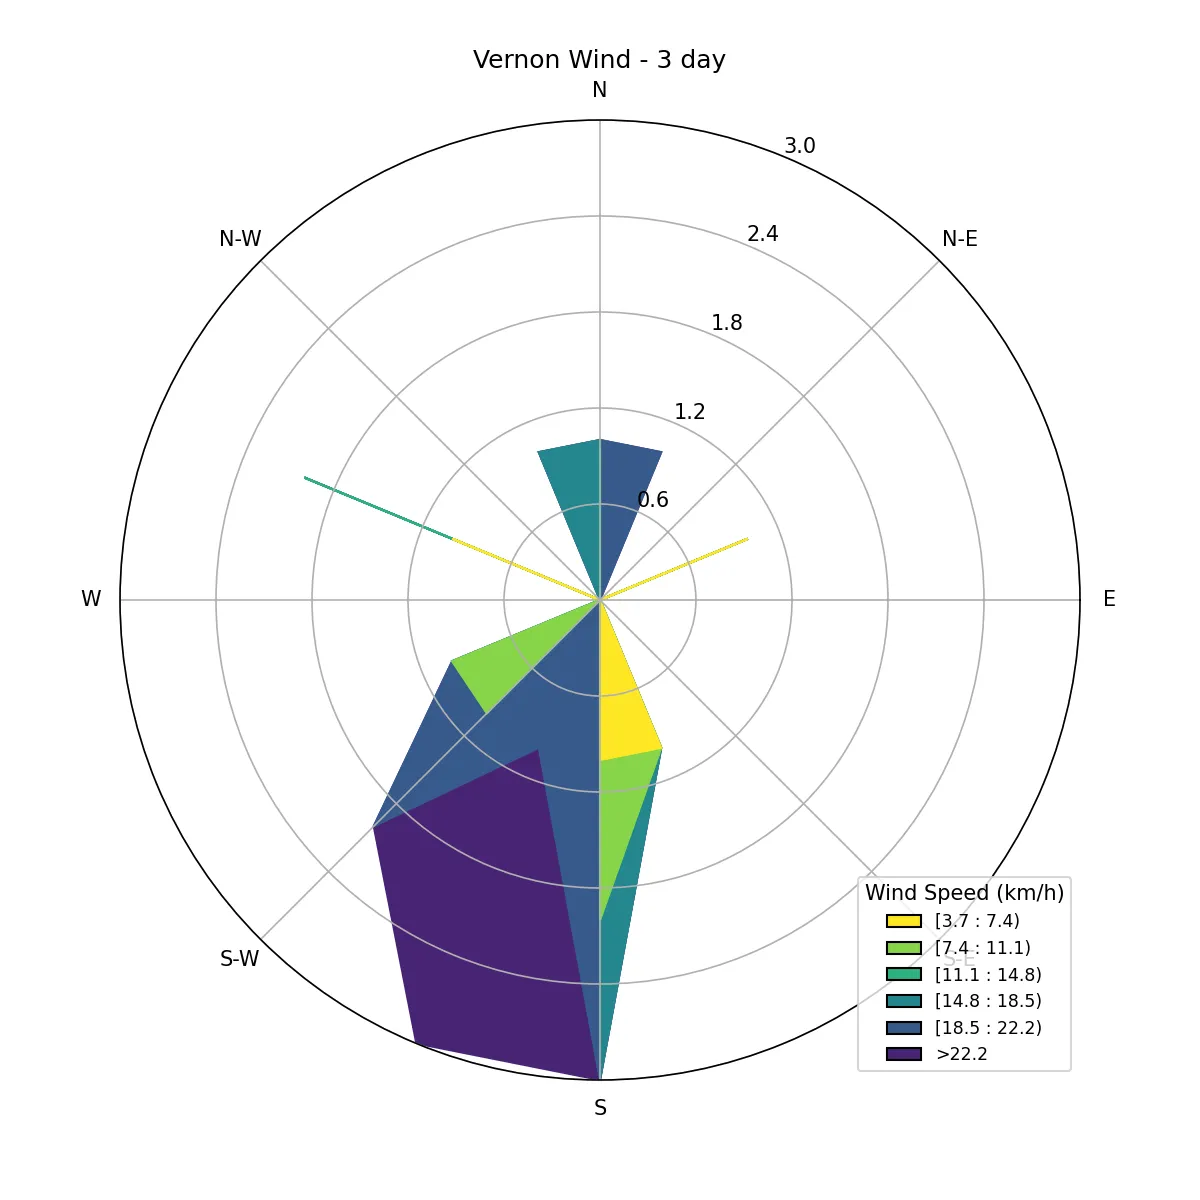 Vernon Wind - 3 day
N
3.0
N-W
2.4
N-E
1.8
1.2
0.6
W
E
Wind Speed (km/h)
[3.7 : 7.4)
[7.4 : 11.1)
S-W
S-E
[11.1 : 14.8)
[14.8 : 18.5)
[18.5 : 22.2)
>22.2
S